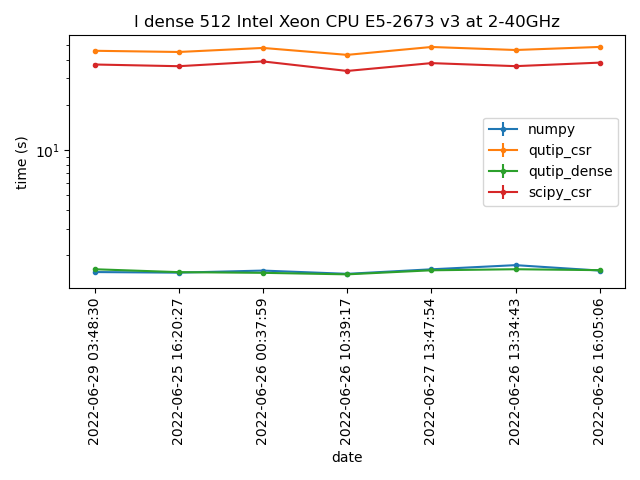 l dense 512 Intel Xeon CPU E5-2673 v3 at 2-40GHz
time (s)
10¹
numpy
qutip_csr
qutip_dense
scipy_csr
2022-06-29 03:48:30
2022-06-25 16:20:27
2022-06-26 00:37:59
2022-06-26 10:39:17
2022-06-27 13:47:54
2022-06-26 13:34:43
2022-06-26 16:05:06
date